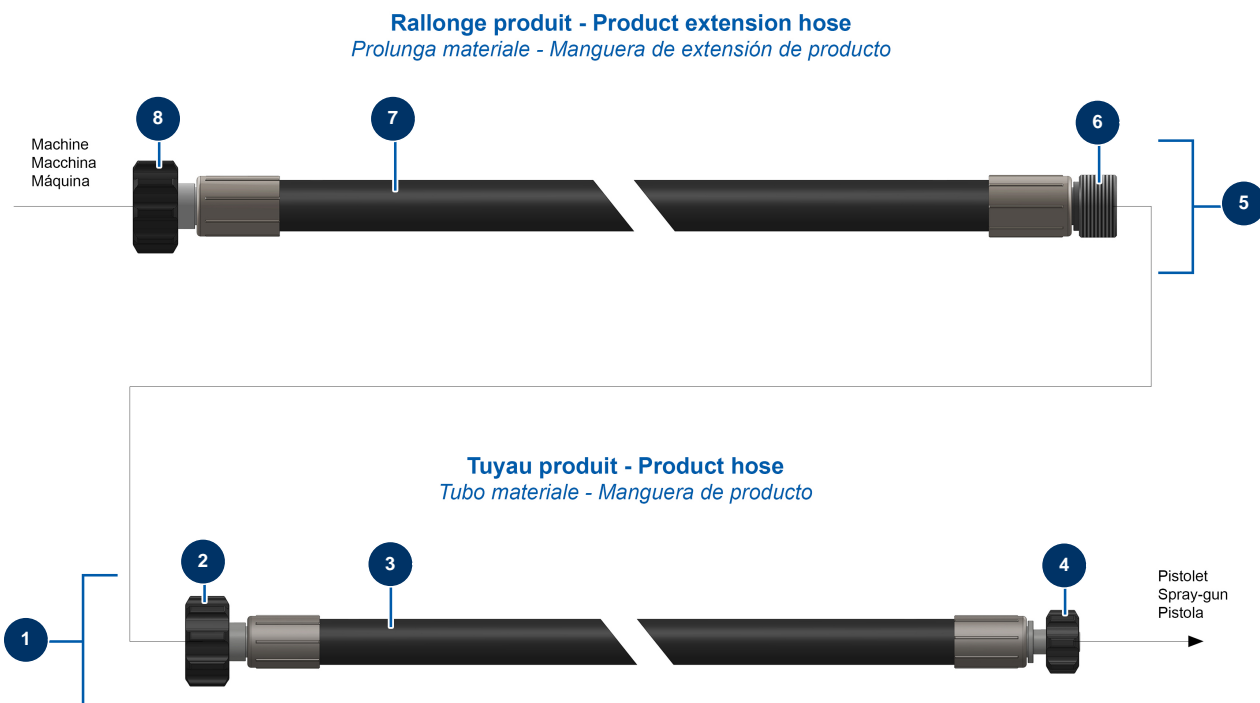 Rallonge produit - Product extension hose
Prolunga materiale - Manguera de extensión de producto
8
7
6
Machine
Macchina
Máquina
5
Tuyau produit - Product hose
Tubo materiale - Manguera de producto
2
3
4
Pistolet
Spray-gun
Pistola
1